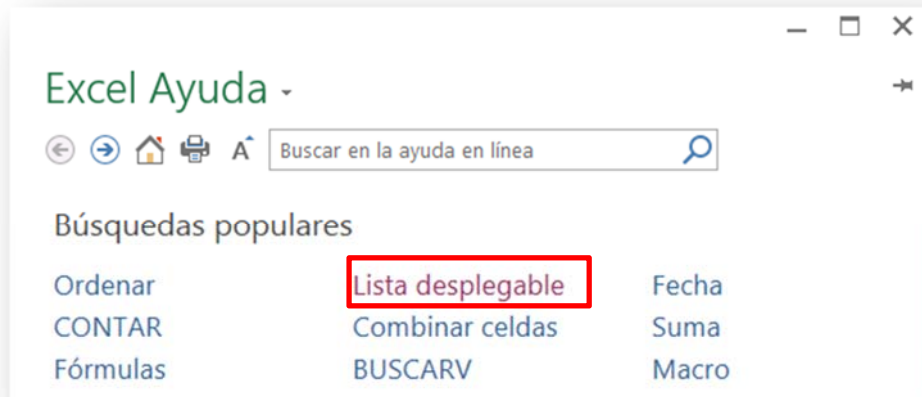 Excel Ayuda
Buscar en la ayuda en línea
Búsquedas populares
Ordenar Lista desplegable Fecha
CONTAR Combinar celdas Suma
Fórmulas BUSCARV Macro